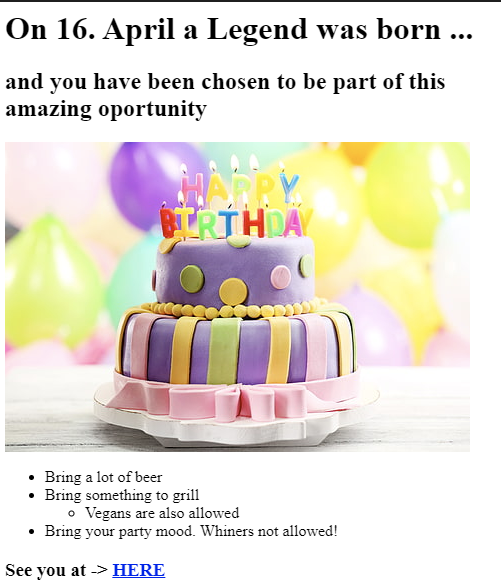 On 16. April a Legend was born ...
and you have been chosen to be part of this
amazing oportunity
HAPPY
BIRTHDAY
Bring a lot of beer
Bring something to grill
Vegans are also allowed
Bring your party mood. Whiners not allowed!
See you at -> HERE